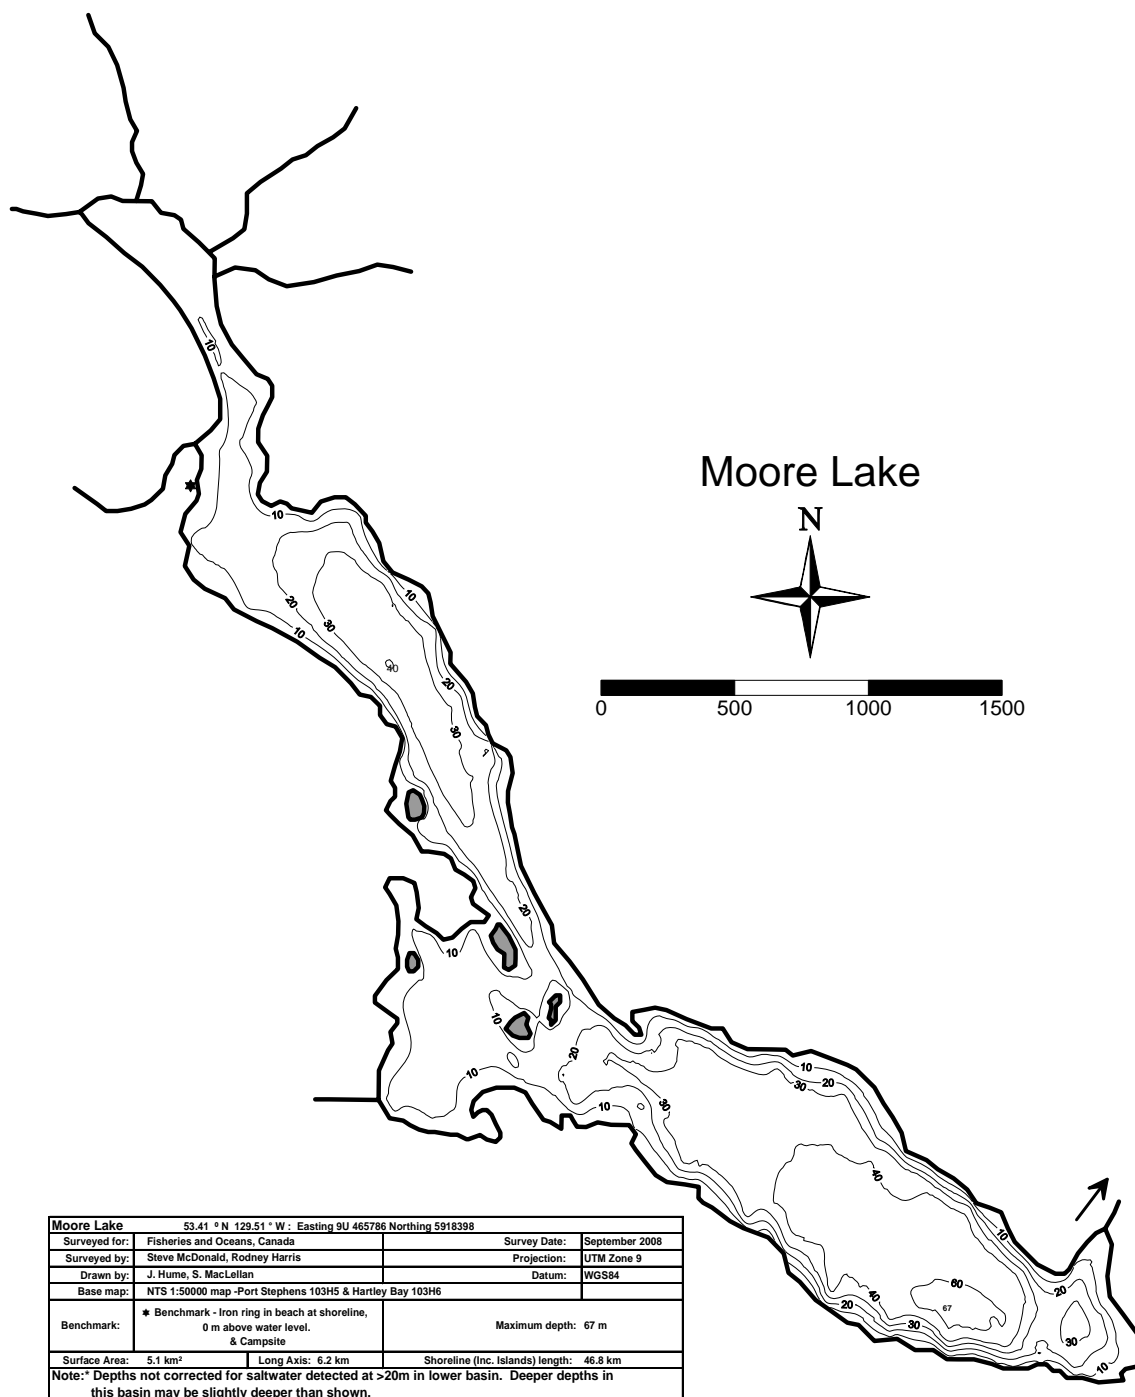 10
Moore Lake
N
10
10
20
20
30
10
40
20
30
0 500 1000 1500
20
10
10
20
10
20
30
10
10
30
40
10
20
60
67
40
20
30
30
10
Moore Lake 53.41 º N 129.51 ° W : Easting 9U 465786 Northing 5918398
Surveyed for: Fisheries and Oceans, Canada Survey Date: September 2008
Surveyed by: Steve McDonald, Rodney Harris Projection: UTM Zone 9
Drawn by: J. Hume, S. MacLellan Datum: WGS84
Base map: NTS 1:50000 map -Port Stephens 103H5 & Hartley Bay 103H6
Benchmark: ✶ Benchmark - Iron ring in beach at shoreline,
0 m above water level.
& Campsite
Maximum depth: 67 m
Surface Area: 5.1 km² Long Axis: 6.2 km Shoreline (Inc. Islands) length: 46.8 km
Note:* Depths not corrected for saltwater detected at >20m in lower basin. Deeper depths in
this basin may be slightly deeper than shown.